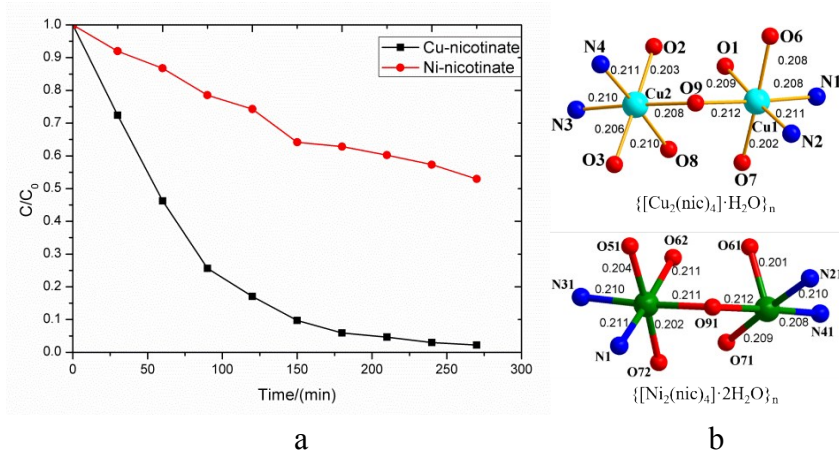 1.0
0.9
0.8
0.7
0.6
0.5
0.4
0.3
0.2
0.1
0.0
C/C0
0
50
100
150
200
250
300
Time/(min)
Cu-nicotinate
Ni-nicotinate
a
N4
O2
O1
O6
0.211
0.203
0.209
0.208
N3
0.210
Cu2
O9
0.208
N1
0.208
0.212
Cu1
0.211
0.206
0.210
0.202
N2
O3
O8
O7
{[Cu2(nic)4]·H2O}n
O51
O62
O61
0.204
0.211
0.201
N21
N31
0.210
0.211
0.212
0.210
0.211
0.202
O91
0.208
N41
N1
0.209
O72
O71
{[Ni2(nic)4]·2H2O}n
b